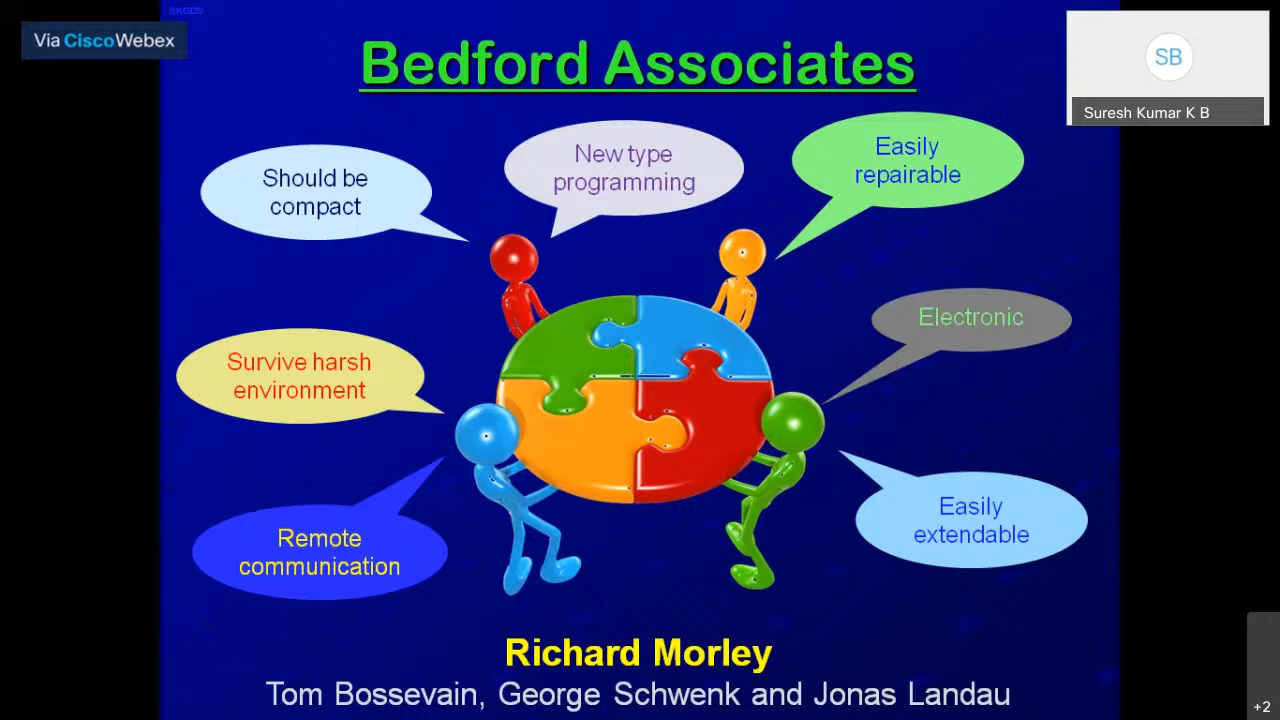 SKGDS
Via CiscoWebex
Bedford Associates
SB
Suresh Kumar K B
Should be
compact
New type
programming
Easily
repairable
Survive harsh
environment
Electronic
Remote
communication
Easily
extendable
Richard Morley
Tom Bossevain, George Schwenk and Jonas Landau
+2